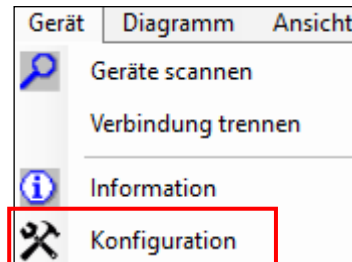 Gerät Diagramm Ansicht
Geräte scannen
Verbindung trennen
Information
Konfiguration